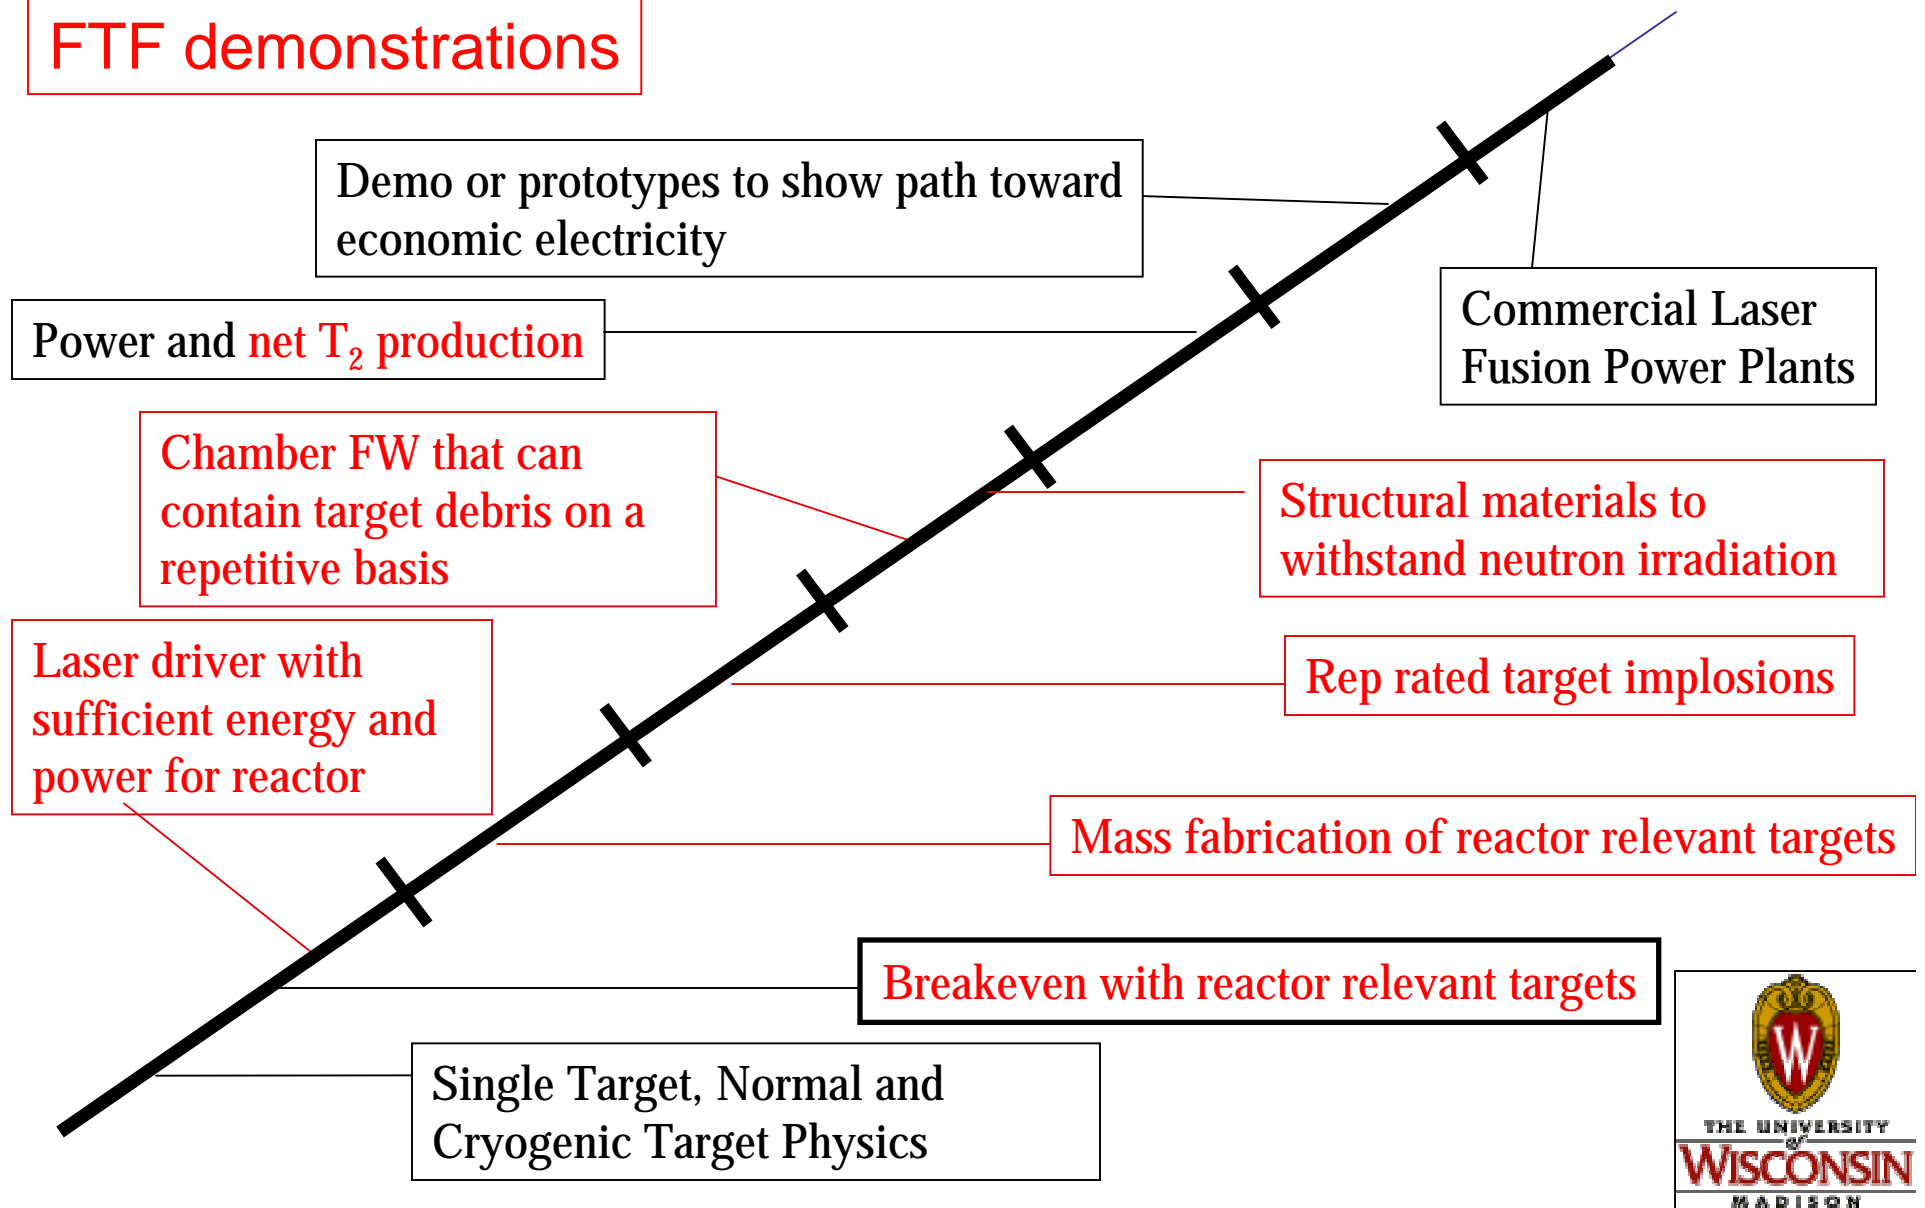 FTF demonstrations
Demo or prototypes to show path toward
economic electricity
Commercial Laser
Fusion Power Plants
Power and net T₂ production
Chamber FW that can
contain target debris on a
repetitive basis
Structural materials to
withstand neutron irradiation
Laser driver with
sufficient energy and
power for reactor
Rep rated target implosions
Mass fabrication of reactor relevant targets
Breakeven with reactor relevant targets
Single Target, Normal and
Cryogenic Target Physics
W
THE UNIVERSITY
of
WISCONSIN
MADISON